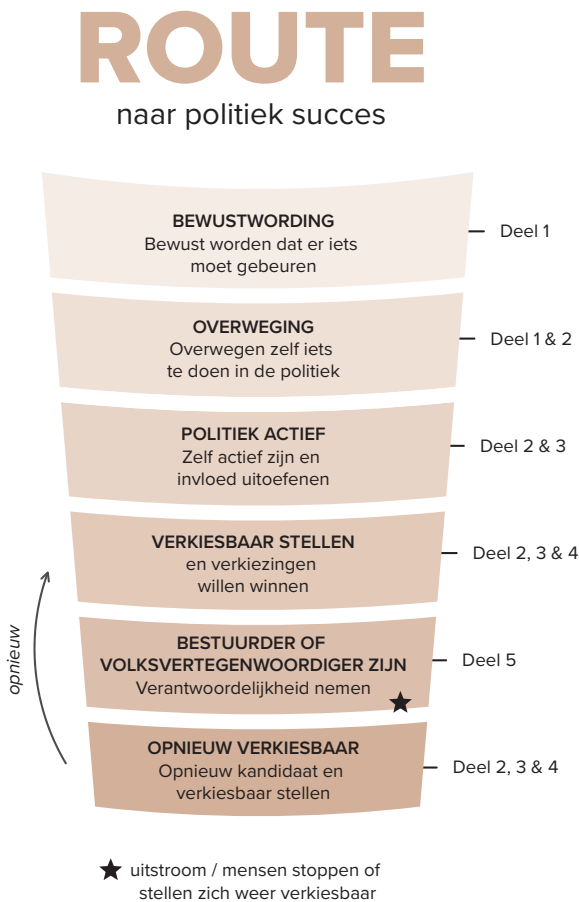 ROUTE
naar politiek succes
BEWUSTWORDING
Bewust worden dat er iets
moet gebeuren
Deel 1
OVERWEGING
Overwegen zelf iets
te doen in de politiek
Deel 1 & 2
POLITIEK ACTIEF
Zelf actief zijn en
invloed uitoefenen
Deel 2 & 3
VERKIESBAAR STELLEN
en verkiezingen
willen winnen
Deel 2, 3 & 4
opnieuw
BESTUURDER OF
VOLKSVERTEGENWOORDIGER ZIJN
Verantwoordelijkheid nemen
Deel 5
OPNIEUW VERKIESBAAR
Opnieuw kandidaat en
verkiesbaar stellen
Deel 2, 3 & 4
uitstroom / mensen stoppen of
stellen zich weer verkiesbaar